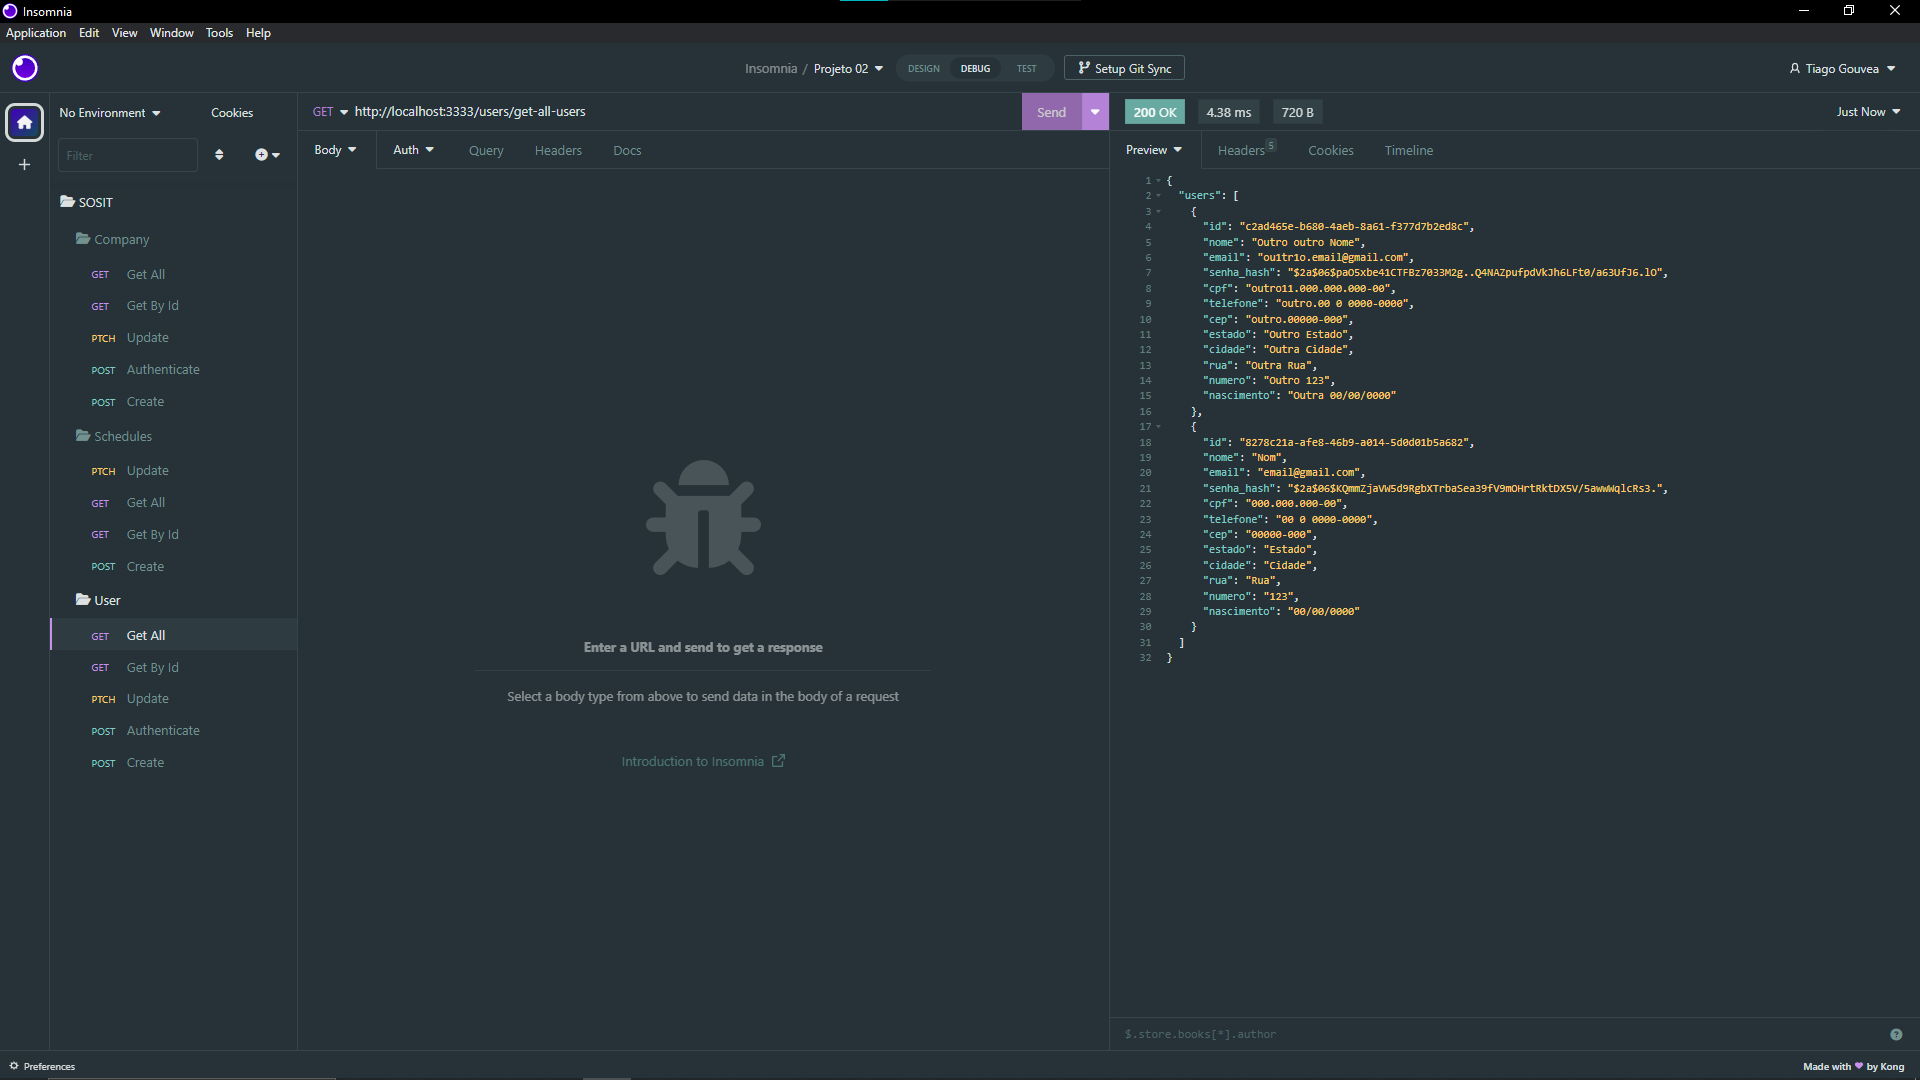 Insomnia
Application Edit View Window Tools Help
Insomnia / Projeto 02 DESIGN DEBUG TEST Setup Git Sync Tiago Gouvea
No Environment Cookies
Filter
SOSIT
Company
GET Get All
GET Get By Id
PTCH Update
POST Authenticate
POST Create
Schedules
PTCH Update
GET Get All
GET Get By Id
POST Create
User
GET Get All
GET Get By Id
PTCH Update
POST Authenticate
POST Create
GET http://localhost:3333/users/get-all-users Send
Body Auth Query Headers Docs
Enter a URL and send to get a response
Select a body type from above to send data in the body of a request
Introduction to Insomnia
200 OK 4.38 ms 720 B Just Now
Preview Headers 5 Cookies Timeline
1 {
2 "users": [
3 {
4 "id": "c2ad465e-b680-4aeb-8a61-f377d7b2ed8c",
5 "nome": "Outro outro Nome",
6 "email": "ou1tr1o.email@gmail.com",
7 "senha_hash": "$2a$06$paO5xbe41CTFBz7033M2g..Q4NAZpufpdVkJh6LFt0/a63UfJ6.lO",
8 "cpf": "outro11.000.000.000-00",
9 "telefone": "outro.00 0 0000-0000",
10 "cep": "outro.00000-000",
11 "estado": "Outro Estado",
12 "cidade": "Outra Cidade",
13 "rua": "Outra Rua",
14 "numero": "Outro 123",
15 "nascimento": "Outra 00/00/0000"
16 },
17 {
18 "id": "8278c21a-afe8-46b9-a014-5d0d01b5a682",
19 "nome": "Nom",
20 "email": "email@gmail.com",
21 "senha_hash": "$2a$06$KQmmZjaVW5d9RgbXTrbaSea39fV9mOHrtRktDX5V/5awwWqlcRs3.",
22 "cpf": "000.000.000-00",
23 "telefone": "00 0 0000-0000",
24 "cep": "00000-000",
25 "estado": "Estado",
26 "cidade": "Cidade",
27 "rua": "Rua",
28 "numero": "123",
29 "nascimento": "00/00/0000"
30 }
31 ]
32 }
$.store.books[*].author
Preferences
Made with by Kong